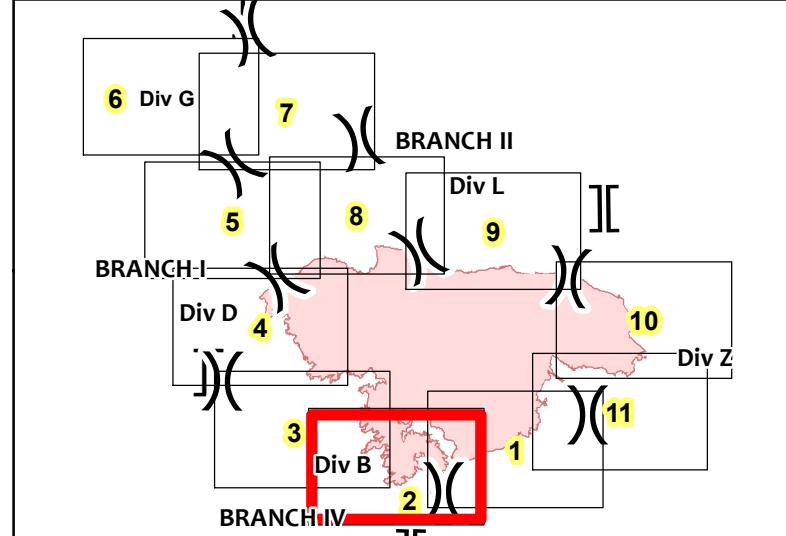 6
Div G
7
BRANCH II
Div L
5
8
9
BRANCH I
Div D
4
10
Div Z
3
11
1
Div B
2
BRANCH IV